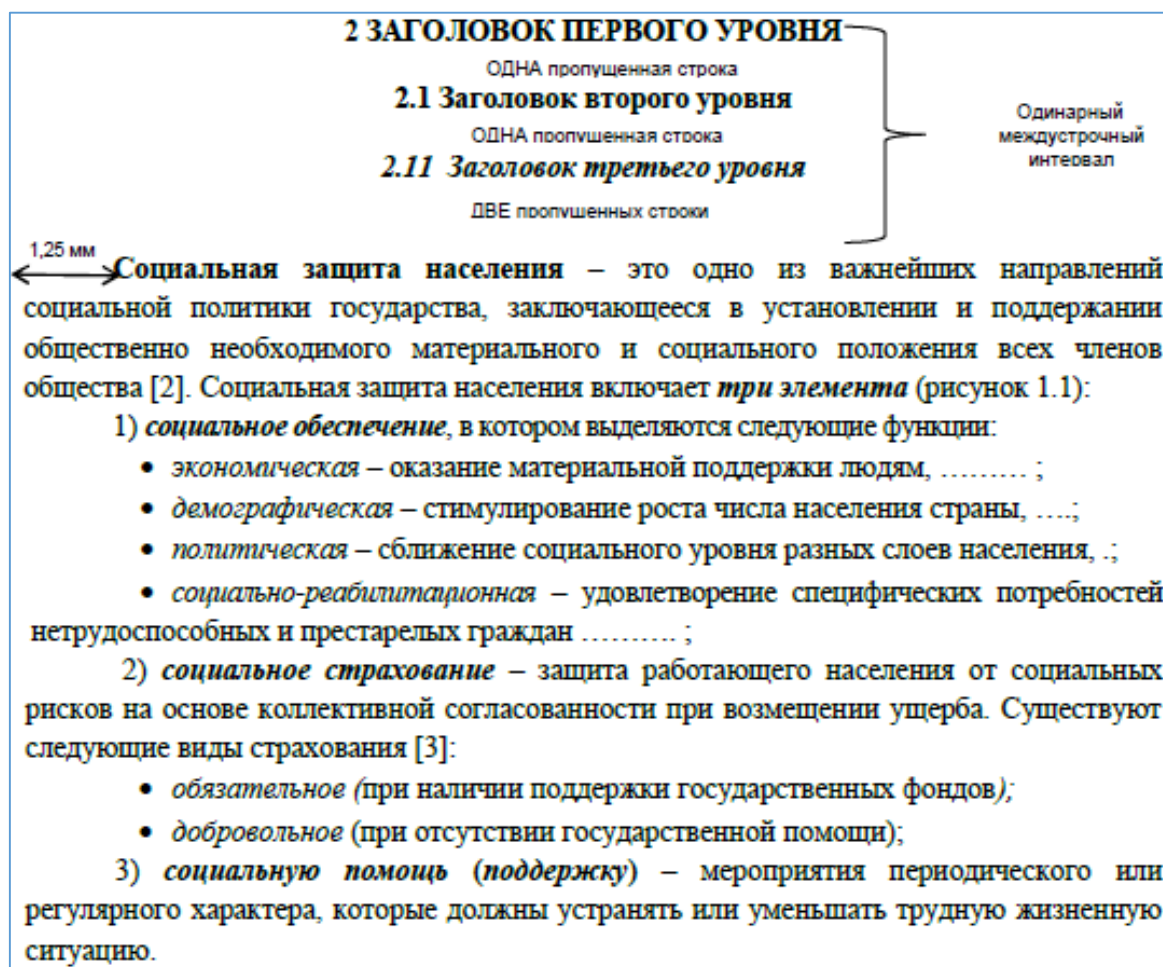 2 ЗАГОЛОВОК ПЕРВОГО УРОВНЯ
ОДНА пропущенная строка
2.1 Заголовок второго уровня
ОДНА пропущенная строка
2.11 Заголовок третьего уровня
ДВЕ пропущенных строки
Одинарный
междустрочный
интервал
1,25 мм
Социальная защита населения – это одно из важнейших направлений
социальной политики государства, заключающееся в установлении и поддержании
общественно необходимого материального и социального положения всех членов
общества [2]. Социальная защита населения включает три элемента (рисунок 1.1):
1) социальное обеспечение, в котором выделяются следующие функции:
• экономическая – оказание материальной поддержки людям, ……… ;
• демографическая – стимулирование роста числа населения страны, ….;
• политическая – сближение социального уровня разных слоев населения, .;
• социально-реабилитационная – удовлетворение специфических потребностей
нетрудоспособных и престарелых граждан ………. ;
2) социальное страхование – защита работающего населения от социальных
рисков на основе коллективной согласованности при возмещении ущерба. Существуют
следующие виды страхования [3]:
• обязательное (при наличии поддержки государственных фондов);
• добровольное (при отсутствии государственной помощи);
3) социальную помощь (поддержку) – мероприятия периодического или
регулярного характера, которые должны устранять или уменьшать трудную жизненную
ситуацию.